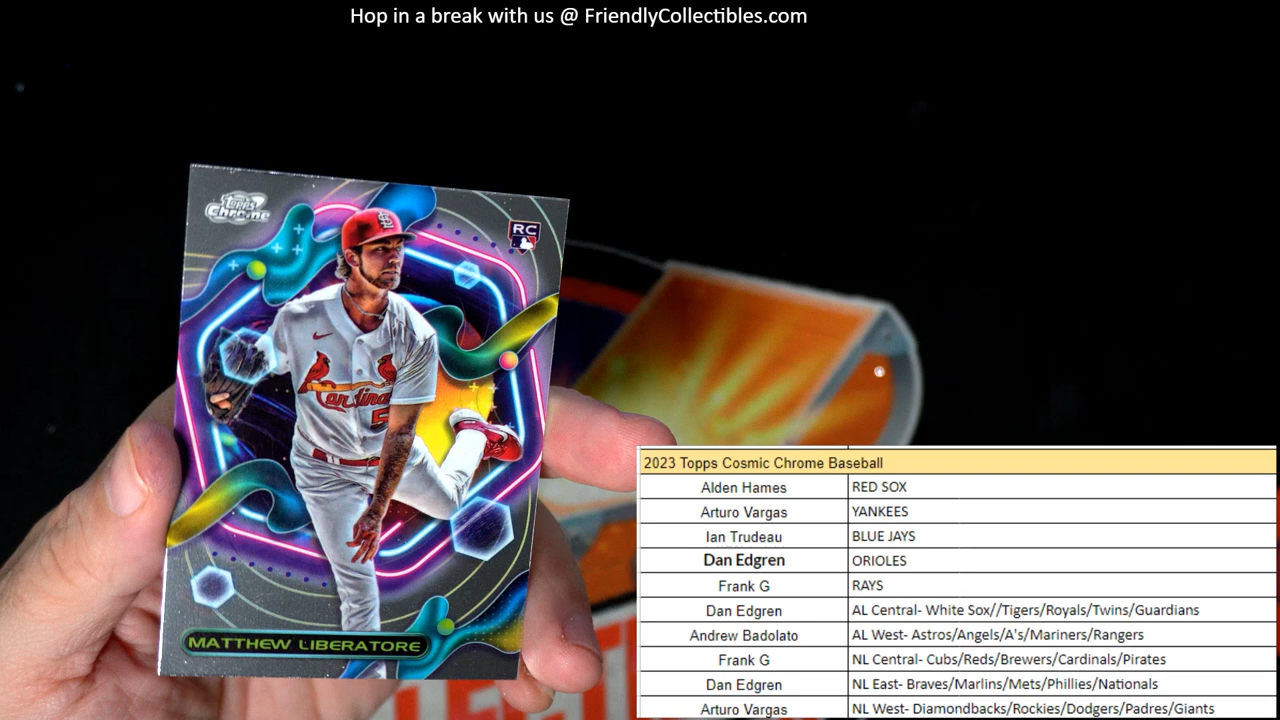 Hop in a break with us @ FriendlyCollectibles.com
Topps
Chrome
RC
Cardinals
5
MATTHEW LIBERATORE
2023 Topps Cosmic Chrome Baseball
Alden Hames RED SOX
Arturo Vargas YANKEES
Ian Trudeau BLUE JAYS
Dan Edgren ORIOLES
Frank G RAYS
Dan Edgren AL Central- White Sox//Tigers/Royals/Twins/Guardians
Andrew Badolato AL West- Astros/Angels/A's/Mariners/Rangers
Frank G NL Central- Cubs/Reds/Brewers/Cardinals/Pirates
Dan Edgren NL East- Braves/Marlins/Mets/Phillies/Nationals
Arturo Vargas NL West- Diamondbacks/Rockies/Dodgers/Padres/Giants